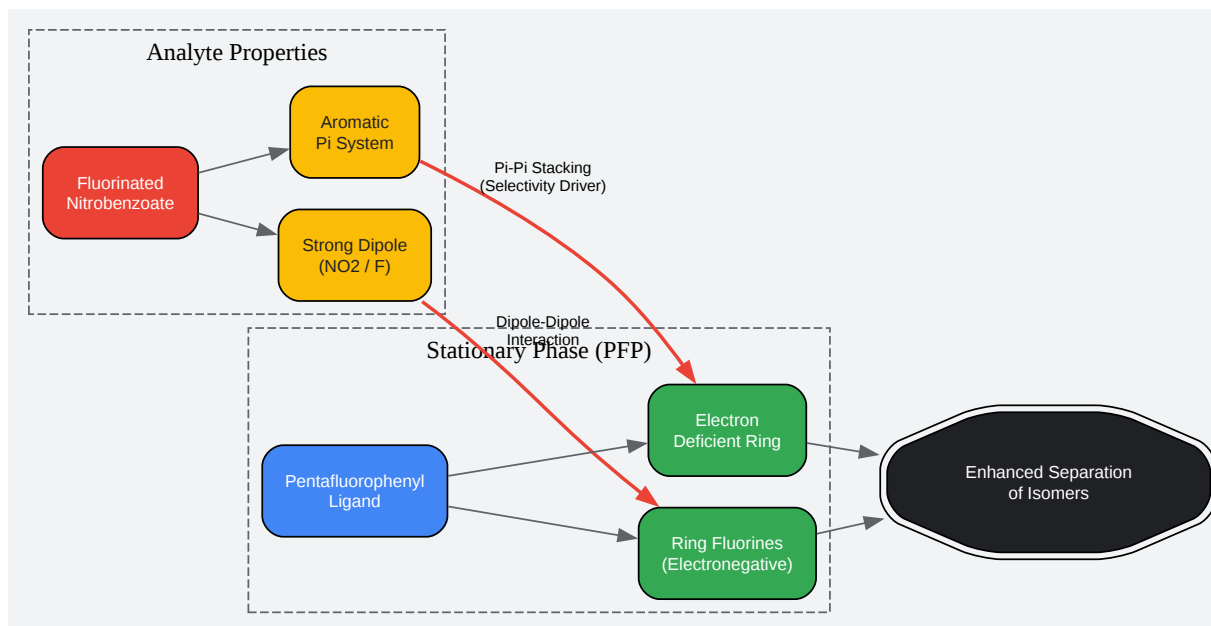 Analyte Properties
Aromatic
Pi System
Fluorinated
Nitrobenzoate
Strong Dipole
(NO2 / F)
Pi-Pi Stacking
(Selectivity Driver)
Dipole-Dipole
Interaction
Stationary Phase (PFP)
Electron
Deficient Ring
Pentafluorophenyl
Ligand
Ring Fluorines
(Electronegative)
Enhanced Separation
of Isomers